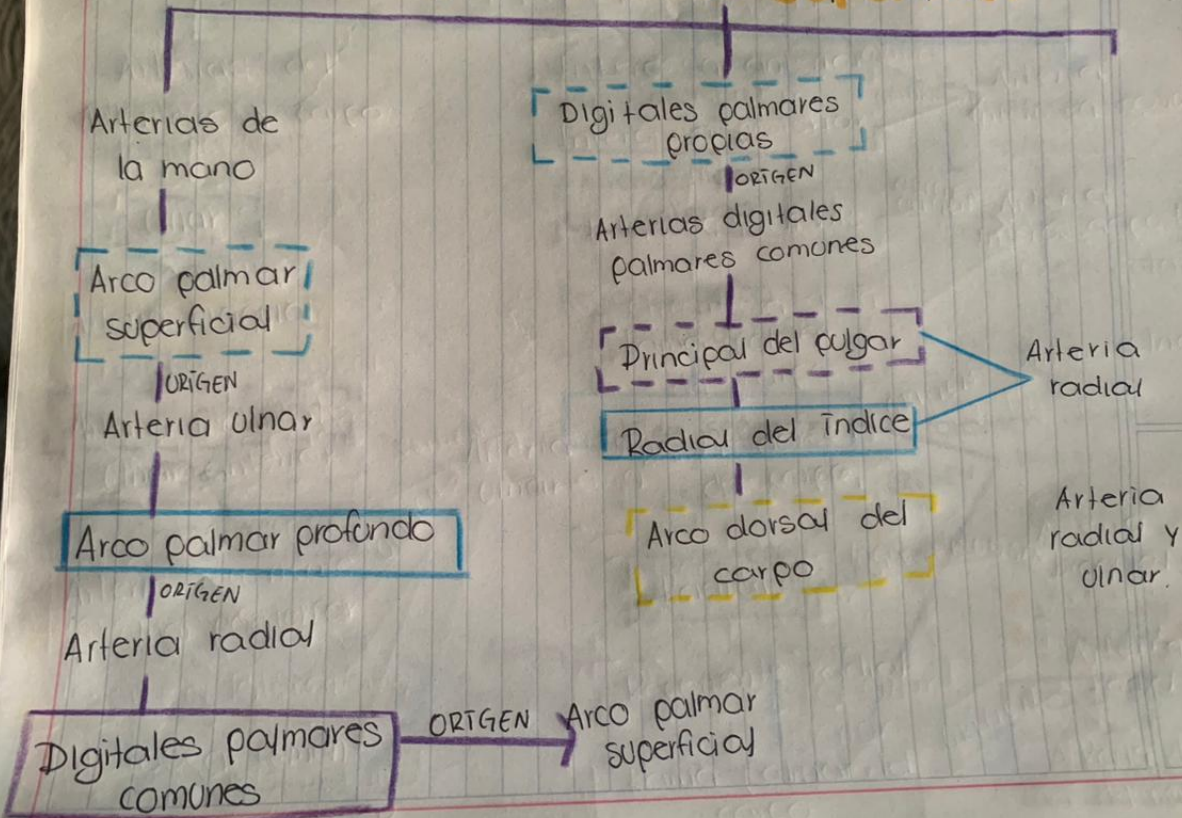 Arterias de
la mano
Arco palmar
superficial
ORIGEN
Arteria ulnar
Arco palmar profundo
ORIGEN
Arteria radial
Digitales palmares
comunes
ORIGEN
Arco palmar
superficial
Digitales palmares
propias
ORIGEN
Arterias digitales
palmares comunes
Principal del pulgar
Radial del índice
Arteria
radial
Arco dorsal del
carpo
Arteria
radial y
ulnar.